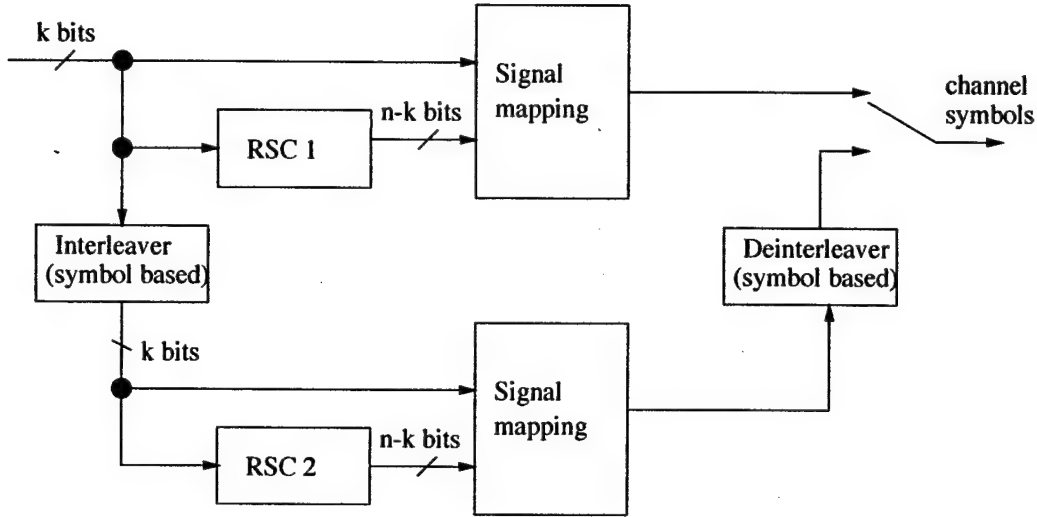 k bits
Signal
mapping
channel
symbols
n-k bits
RSC 1
Interleaver
(symbol based)
Deinterleaver
(symbol based)
k bits
Signal
mapping
n-k bits
RSC 2